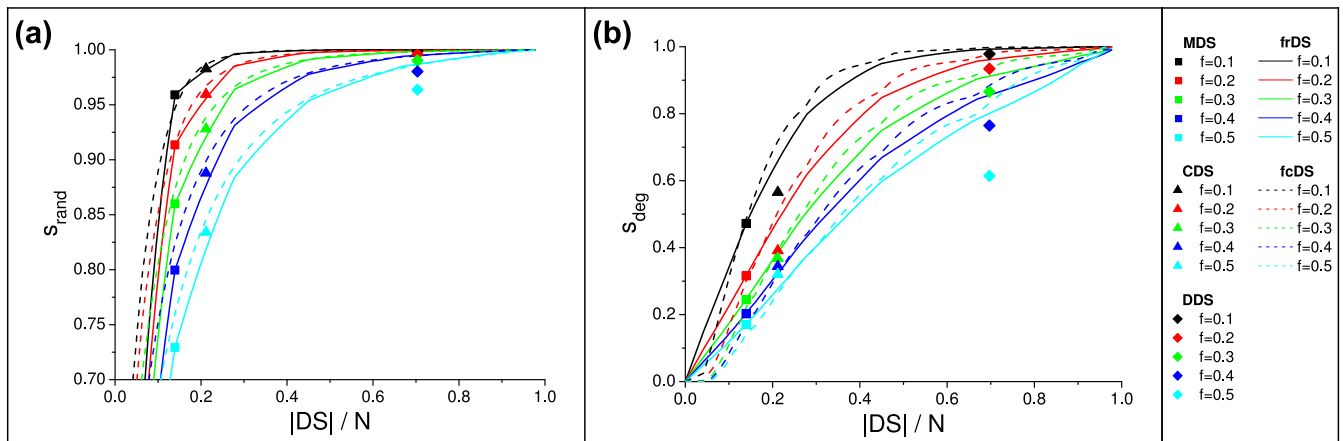 (a)
1.00
0.95
0.90
0.85
0.80
0.75
0.70
s_rand
0.0 0.2 0.4 0.6 0.8 1.0
|DS| / N
(b)
1.0
0.8
0.6
0.4
0.2
0.0
s_deg
0.0 0.2 0.4 0.6 0.8 1.0
|DS| / N
MDS frDS
f=0.1 f=0.1
f=0.2 f=0.2
f=0.3 f=0.3
f=0.4 f=0.4
f=0.5 f=0.5
CDS fcDS
f=0.1 f=0.1
f=0.2 f=0.2
f=0.3 f=0.3
f=0.4 f=0.4
f=0.5 f=0.5
DDS
f=0.1
f=0.2
f=0.3
f=0.4
f=0.5